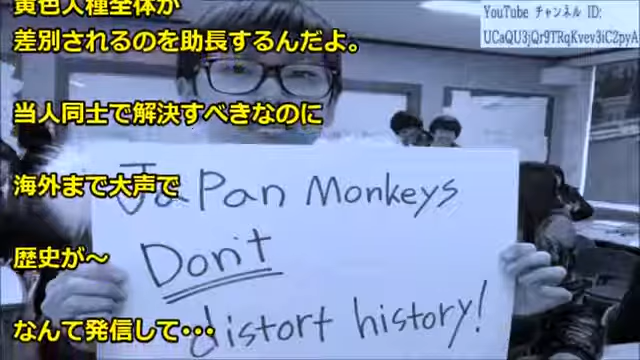 黄色人種全体が
差別されるのを助長するんだよ。
当人同士で解決すべきなのに
海外まで大声で
歴史が～
なんて発信して・・・
YouTube チャンネル ID:
UCaQU3jQr9TRqKvev3iC2pyA
JaPan Monkeys
Don't
distort history!